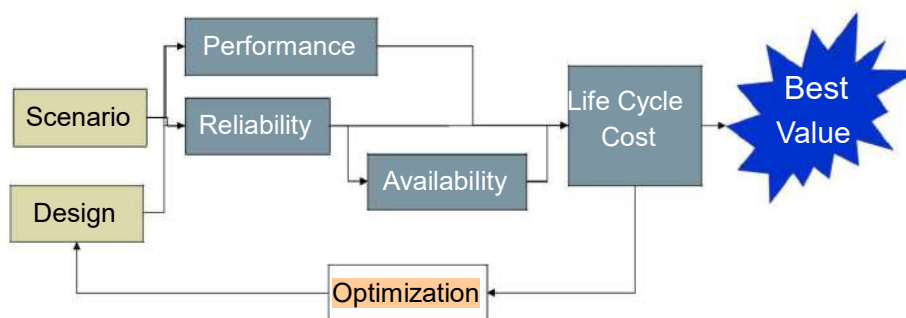 Performance
Scenario
Reliability
Availability
Design
Life Cycle
Cost
Best
Value
Optimization